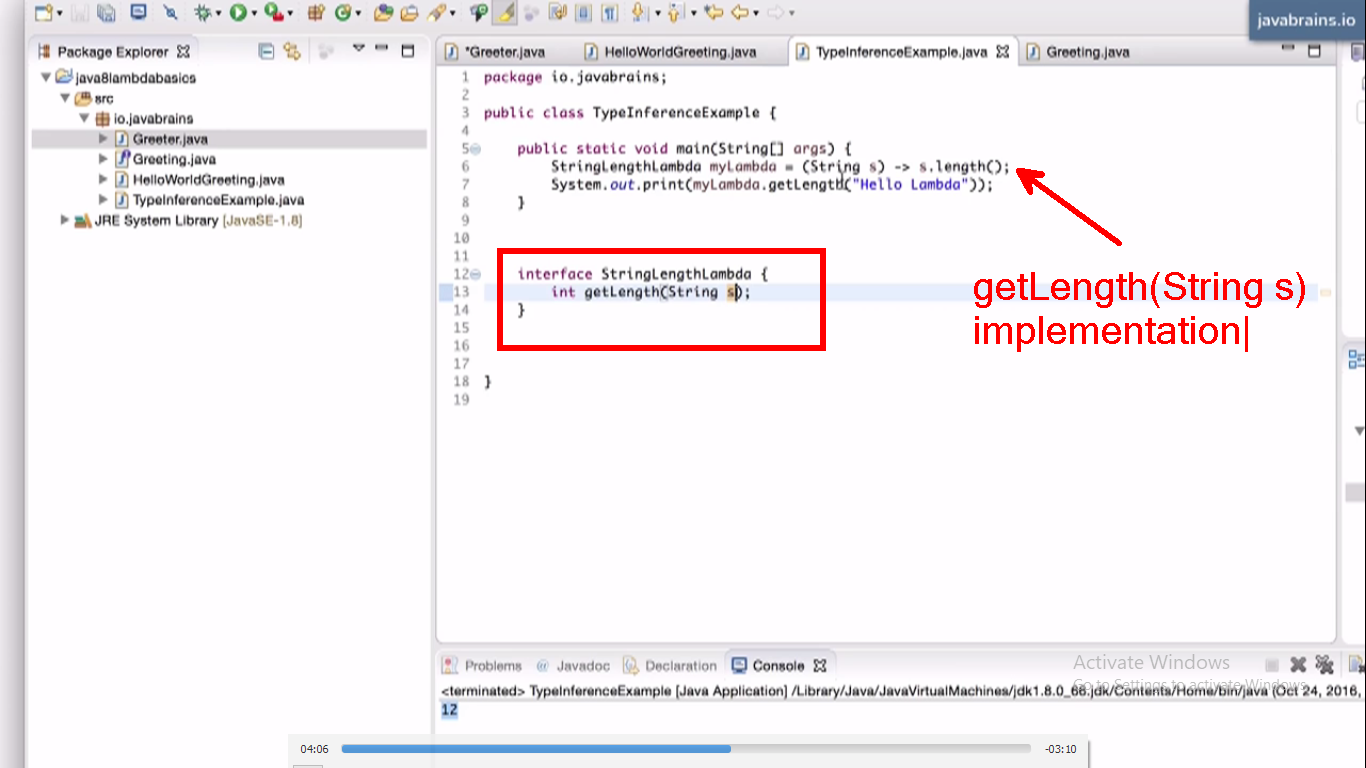 javabrains.io
Package Explorer
java8lambdabasics
src
io.javabrains
Greeter.java
Greeting.java
HelloWorldGreeting.java
TypeInferenceExample.java
JRE System Library [JavaSE-1.8]
*Greeter.java
HelloWorldGreeting.java
TypeInferenceExample.java
Greeting.java
1 package io.javabrains;
2
3 public class TypeInferenceExample {
4
5 public static void main(String[] args) {
6 StringLengthLambda myLambda = (String s) -> s.length();
7 System.out.print(myLambda.getLength("Hello Lambda"));
8 }
9
10
11
12 interface StringLengthLambda {
13 int getLength(String s);
14 }
15
16
17
18 }
19
getLength(String s)
implementation|
Problems
Javadoc
Declaration
Console
Activate Windows
Go to Settings to activate Windows.
<terminated> TypeInferenceExample [Java Application] /Library/Java/JavaVirtualMachines/jdk1.8.0_66.jdk/Contents/Home/bin/java (Oct 24, 2016,
12
04:06
-03:10